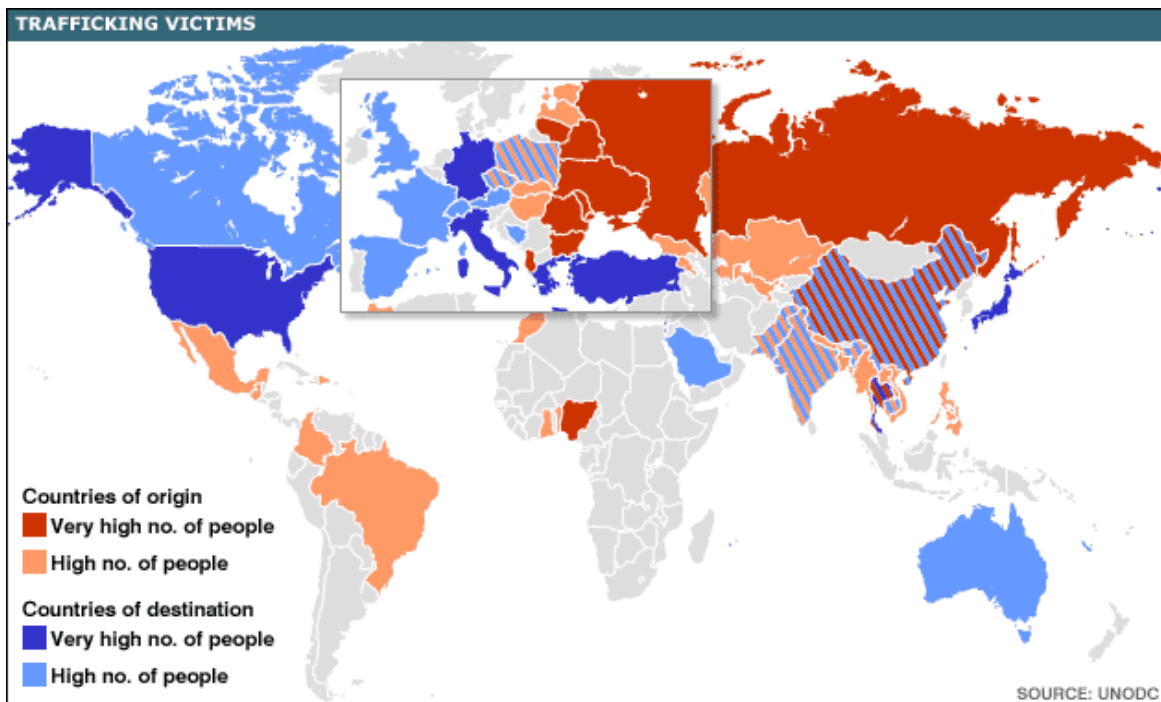 TRAFFICKING VICTIMS
Countries of origin
Very high no. of people
High no. of people
Countries of destination
Very high no. of people
High no. of people
SOURCE: UNODC